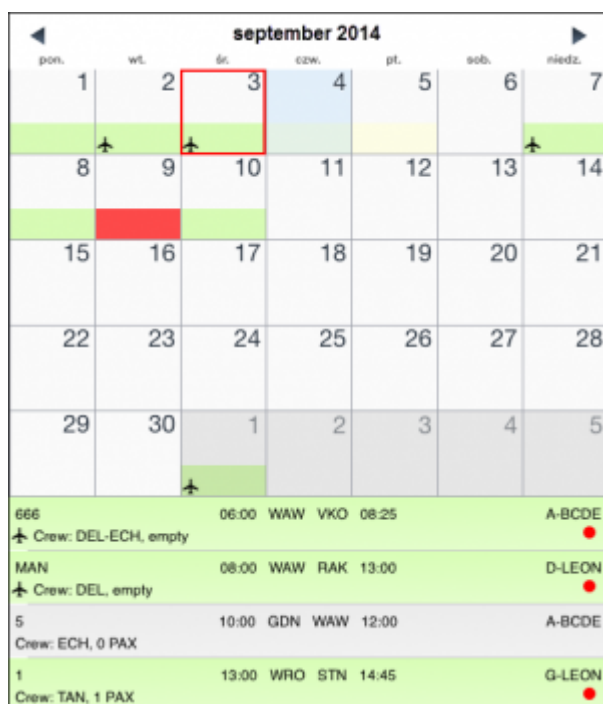 september 2014
pon. wt. śr. czw. pt. sob. niedz.
1 2 3 4 5 6 7
8 9 10 11 12 13 14
15 16 17 18 19 20 21
22 23 24 25 26 27 28
29 30 1 2 3 4 5
666 06:00 WAW VKO 08:25 A-BCDE
Crew: DEL-ECH, empty
MAN 08:00 WAW RAK 13:00 D-LEON
Crew: DEL, empty
5 10:00 GDN WAW 12:00 A-BCDE
Crew: ECH, 0 PAX
1 13:00 WRO STN 14:45 G-LEON
Crew: TAN, 1 PAX